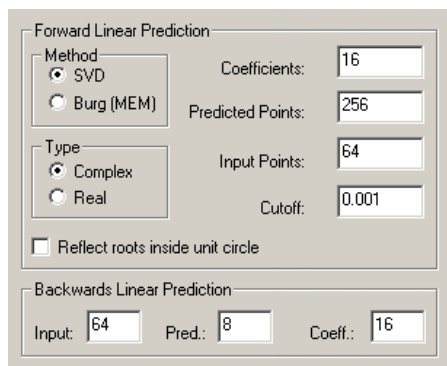 Forward Linear Prediction
Method
SVD
Burg (MEM)
Coefficients: 16
Predicted Points: 256
Type
Complex
Real
Input Points: 64
Cutoff: 0.001
Reflect roots inside unit circle
Backwards Linear Prediction
Input: 64 Pred.: 8 Coeff.: 16